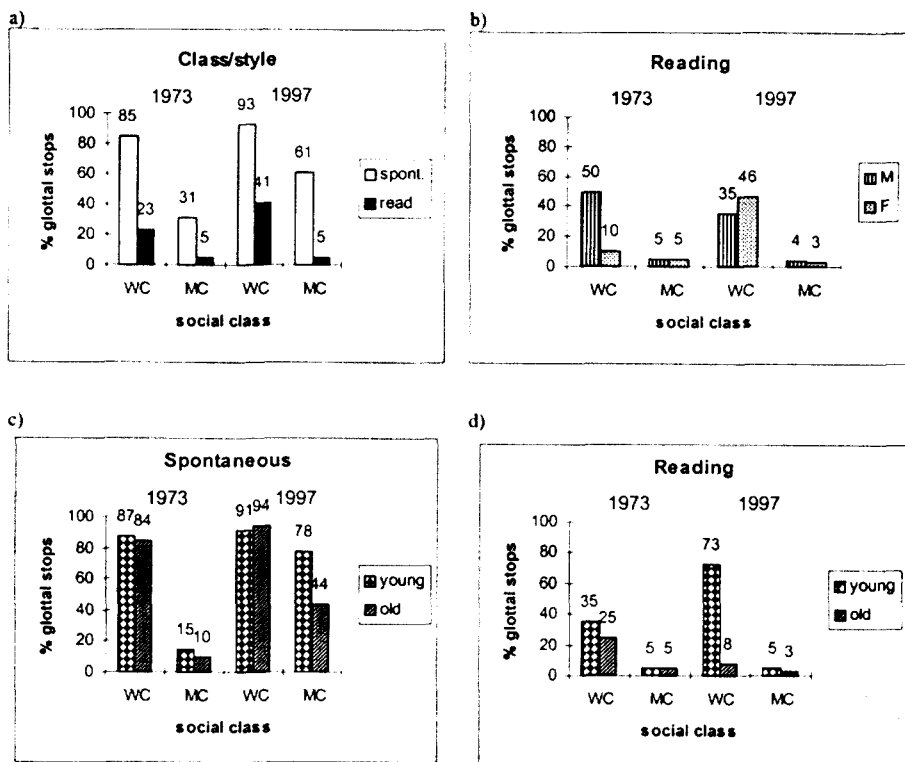 a)
Class/style
1973 1997
% glottal stops
100
80
60
40
20
0
85
23
31
5
93
41
61
5
WC MC WC MC
social class
spont.
read
b)
Reading
1973 1997
% glottal stops
100
80
60
40
20
0
50
10
5 5
35
46
4 3
WC MC WC MC
social class
M
F
c)
Spontaneous
1973 1997
% glottal stops
100
80
60
40
20
0
87 84
15 10
91 94
78
44
WC MC WC MC
social class
young
old
d)
Reading
1973 1997
% glottal stops
100
80
60
40
20
0
35
25
5 5
73
8
5 3
WC MC WC MC
social class
young
old